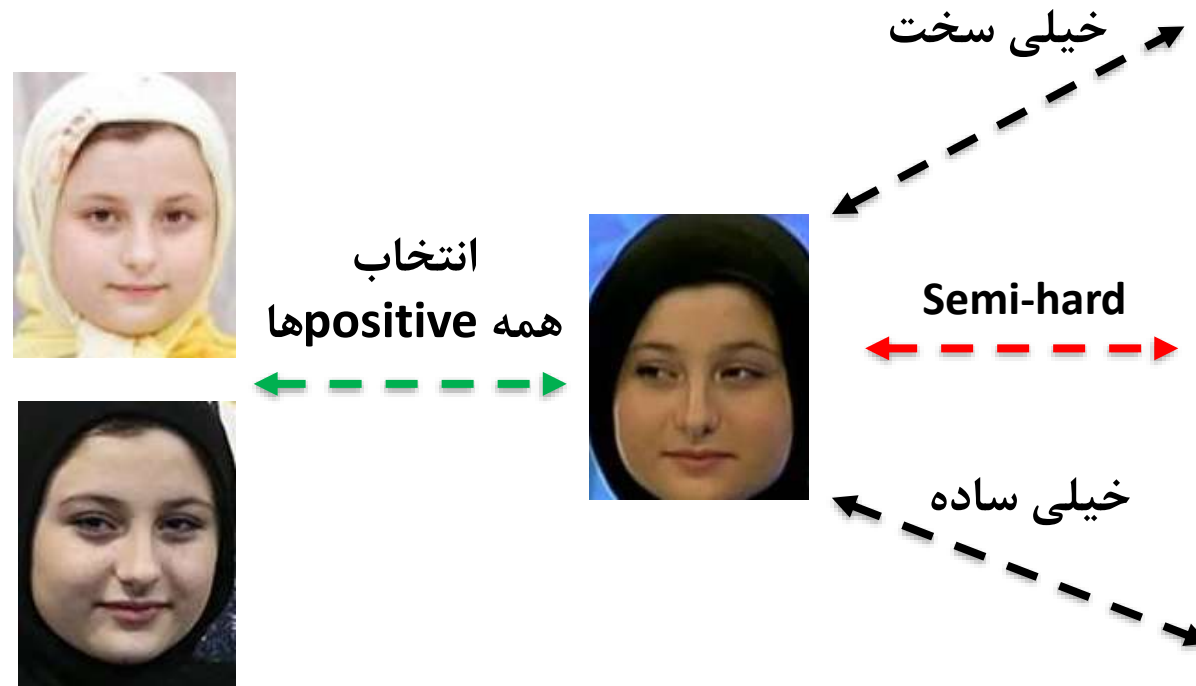 خیلی سخت
انتخاب
همه positiveها
Semi-hard
خیلی ساده